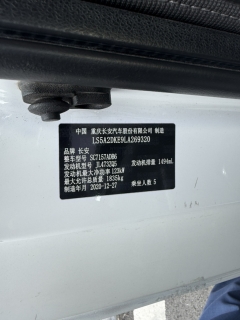 中国 重庆长安汽车股份有限公司 制造
LS5A2DKE9LA269320
品牌 长安
整车型号 SC7157ADB6 发动机排量 1494mL
发动机型号 JL473ZQ5
发动机最大净功率 123kW
最大允许总质量 1835kg
制造年月 2020-12-27 乘坐人数 5